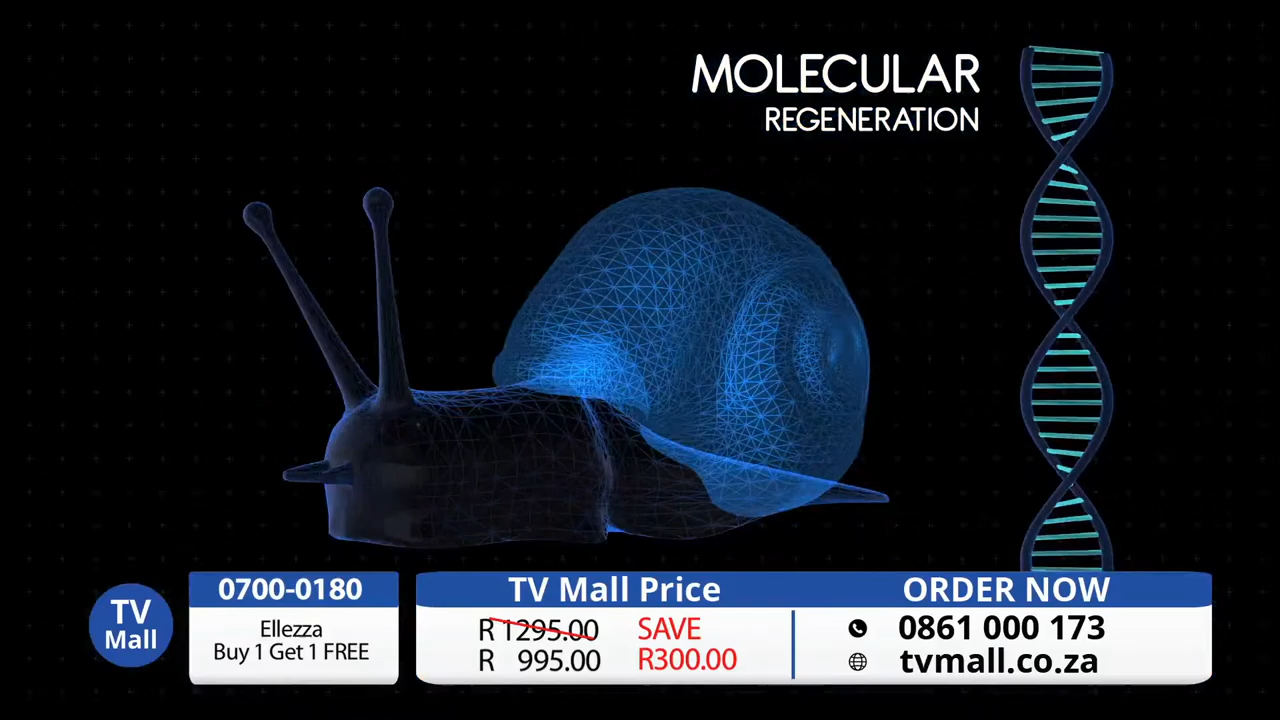 MOLECULAR
REGENERATION
TV
Mall
0700-0180
Ellezza
Buy 1 Get 1 FREE
TV Mall Price
R 1295.00 SAVE
R 995.00 R300.00
ORDER NOW
0861 000 173
tvmall.co.za